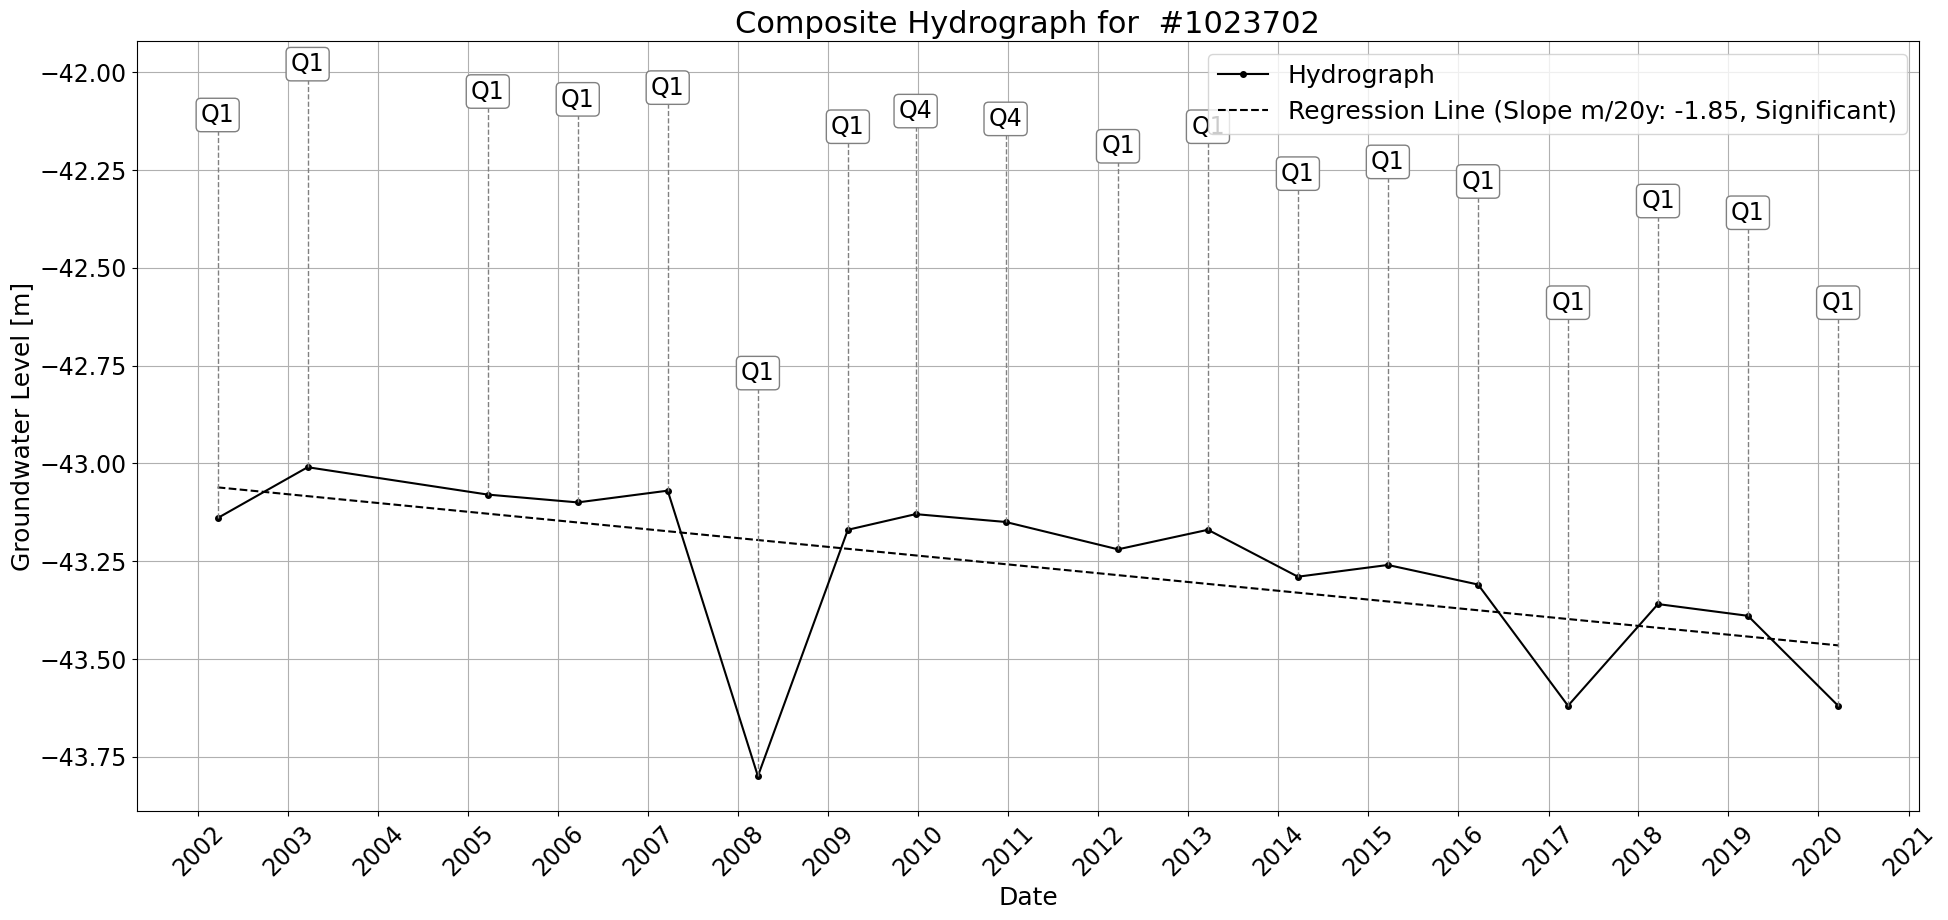 Composite Hydrograph for  #1023702
Hydrograph
Regression Line (Slope m/20y: -1.85, Significant)
Q1
Q1
Q1
Q1
Q1
Q1
Q1
Q4
Q4
Q1
Q1
Q1
Q1
Q1
Q1
Q1
Q1
Q1
Groundwater Level [m]
−42.00
−42.25
−42.50
−42.75
−43.00
−43.25
−43.50
−43.75
2002
2003
2004
2005
2006
2007
2008
2009
2010
2011
2012
2013
2014
2015
2016
2017
2018
2019
2020
2021
Date